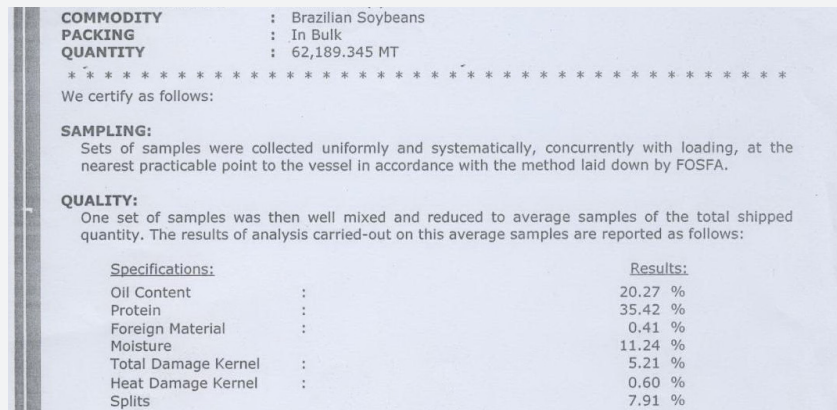 COMMODITY : Brazilian Soybeans
PACKING : In Bulk
QUANTITY : 62,189.345 MT
* * * * * * * * * * * * * * * * * * * * * * * * * * * * * * * * * * * * * * * *
We certify as follows:
SAMPLING:
Sets of samples were collected uniformly and systematically, concurrently with loading, at the
nearest practicable point to the vessel in accordance with the method laid down by FOSFA.
QUALITY:
One set of samples was then well mixed and reduced to average samples of the total shipped
quantity. The results of analysis carried-out on this average samples are reported as follows:
Specifications: Results:
Oil Content : 20.27 %
Protein : 35.42 %
Foreign Material : 0.41 %
Moisture 11.24 %
Total Damage Kernel : 5.21 %
Heat Damage Kernel : 0.60 %
Splits 7.91 %